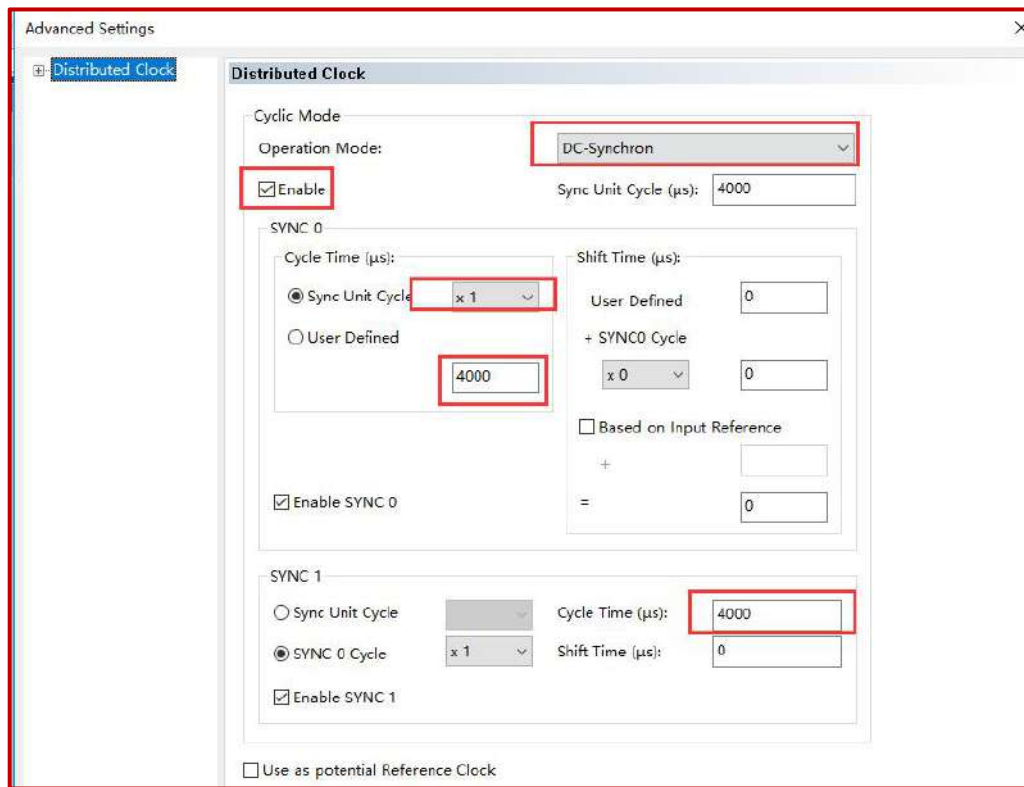 Advanced Settings
Distributed Clock
Distributed Clock
Cyclic Mode
Operation Mode: DC-Synchron
Enable Sync Unit Cycle (µs): 4000
SYNC 0
Cycle Time (µs): Shift Time (µs):
Sync Unit Cycle x 1 User Defined 0
User Defined + SYNC0 Cycle
4000 x 0 0
Based on Input Reference
+
Enable SYNC 0 = 0
SYNC 1
Sync Unit Cycle Cycle Time (µs): 4000
SYNC 0 Cycle x 1 Shift Time (µs): 0
Enable SYNC 1
Use as potential Reference Clock